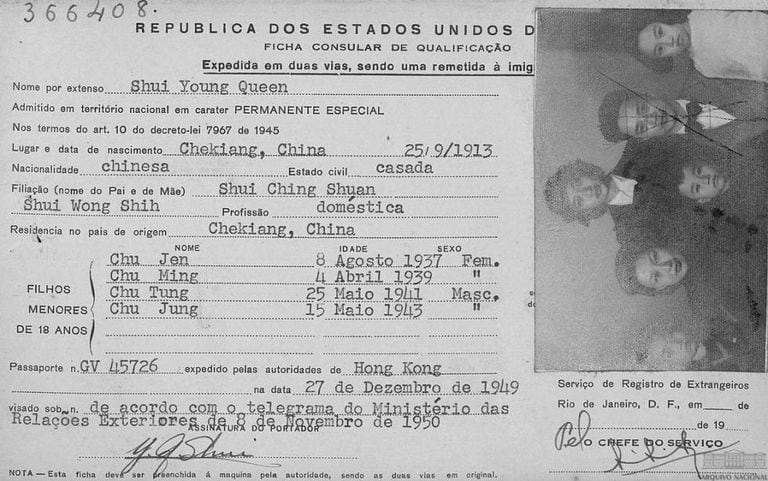 366408.
REPUBLICA DOS ESTADOS UNIDOS D
FICHA CONSULAR DE QUALIFICAÇÃO
Expedida em duas vias, sendo uma remetida à imig
Nome por extenso Shui Young Queen
Admitido em território nacional em carater PERMANENTE ESPECIAL
Nos termos do art. 10 do decreto-lei 7967 de 1945
Lugar e data de nascimento Chekiang, China 25/9/1913
Nacionalidade chinesa Estado civil casada
Filiação (nome do Pai e de Mãe) Shui Ching Shuan
Shui Wong Shih Profissão doméstica
Residencia no pais de origem Chekiang, China
NOME IDADE SEXO
FILHOS MENORES DE 18 ANOS
Chu Jen 8 Agosto 1937 Fem.
Chu Ming 4 Abril 1939 "
Chu Tung 25 Maio 1941 Masc.
Chu Jung 15 Maio 1943 "
Passaporte n. GV 45726 expedido pelas autoridades de Hong Kong
na data 27 de Dezembro de 1949
visado sob n. de acordo com o telegrama do Ministério das
Relações Exteriores de 8 de Novembro de 1950
ASSINATURA DO PORTADOR
NOTA — Esta ficha deve ser preenchida á maquina pela autoridade, sendo as duas vias em original.
Serviço de Registro de Estrangeiros
Rio de Janeiro, D. F., em de
de 19
Pelo O CHEFE DO SERVIÇO
ARQUIVO NACIONAL